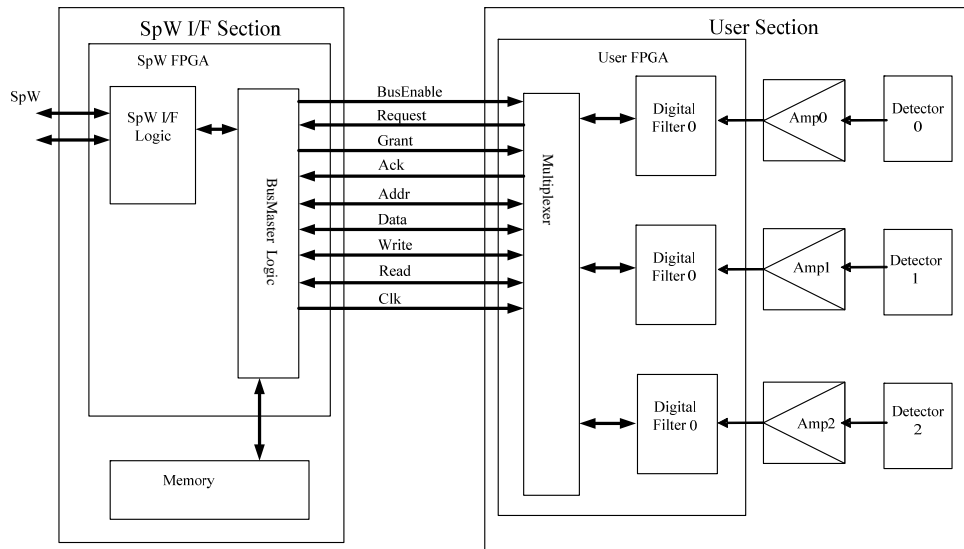 SpW I/F Section
User Section
SpW FPGA
User FPGA
SpW
SpW I/F
Logic
BusMaster Logic
BusEnable
Request
Grant
Ack
Addr
Data
Write
Read
Clk
Multiplexer
Digital
Filter 0
Amp0
Detector
0
Digital
Filter 0
Amp1
Detector
1
Digital
Filter 0
Amp2
Detector
2
Memory